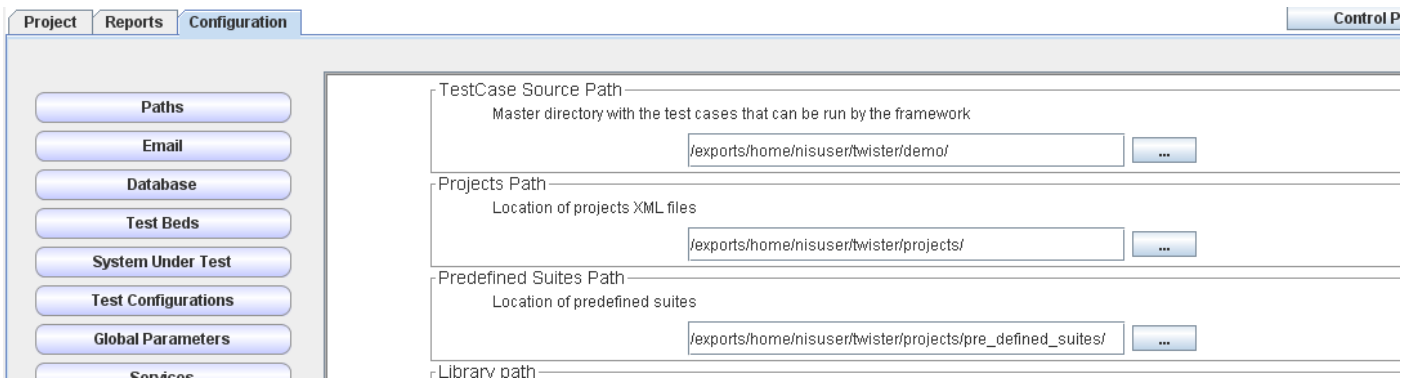 Project Reports Configuration
Control P
Paths
Email
Database
Test Beds
System Under Test
Test Configurations
Global Parameters
Services
TestCase Source Path
Master directory with the test cases that can be run by the framework
/exports/home/nisuser/twister/demo/ ...
Projects Path
Location of projects XML files
/exports/home/nisuser/twister/projects/ ...
Predefined Suites Path
Location of predefined suites
/exports/home/nisuser/twister/projects/pre_defined_suites/ ...
Library path